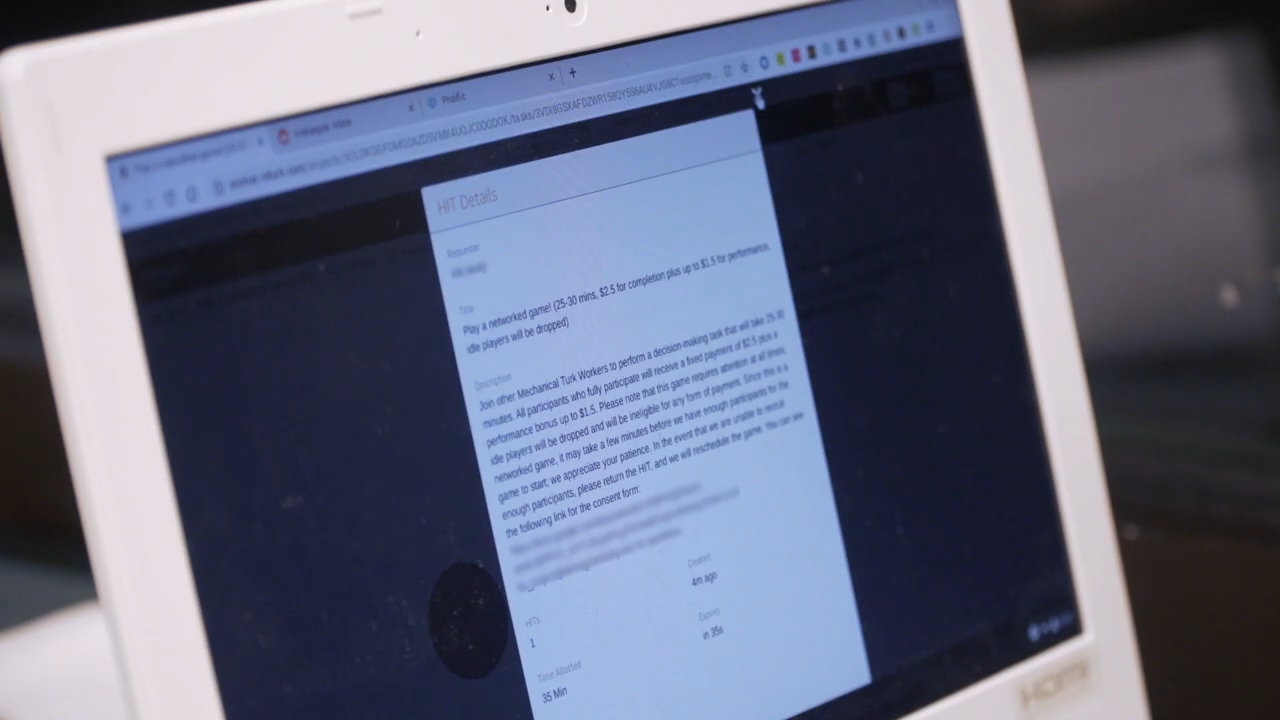 Prolific
HIT Details
Requester
Title
Play a networked game! (25-30 mins, $2.5 for completion plus up to $1.5 for performance,
idle players will be dropped)
Description
Join other Mechanical Turk Workers to perform a decision-making task that will take 25-30
minutes. All participants who fully participate will receive a fixed payment of $2.5 plus a
performance bonus up to $1.5. Please note that this game requires attention at all times;
idle players will be dropped and will be ineligible for any form of payment. Since this is a
networked game, it may take a few minutes before we have enough participants for the
game to start; we appreciate your patience. In the event that we are unable to recruit
enough participants, please return the HIT, and we will reschedule the game. You can see
the following link for the consent form:
HITs
1
Created
4m ago
Expires
in 35s
Time Allotted
35 Min
HDMI